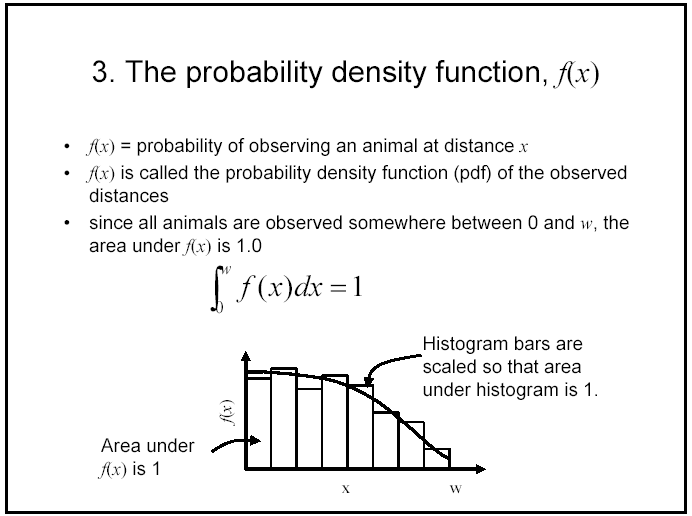 3. The probability density function, f(x)
• f(x) = probability of observing an animal at distance x
• f(x) is called the probability density function (pdf) of the observed
distances
• since all animals are observed somewhere between 0 and w, the
area under f(x) is 1.0
∫₀ʷ f(x)dx = 1
Histogram bars are
scaled so that area
under histogram is 1.
f(x)
Area under
f(x) is 1
x
w